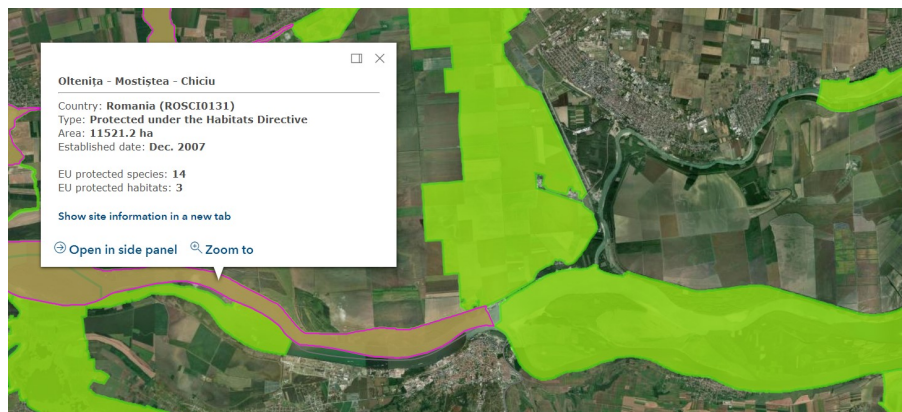 Oltenița - Mostiștea - Chiciu
Country: Romania (ROSCI0131)
Type: Protected under the Habitats Directive
Area: 11521.2 ha
Established date: Dec. 2007
EU protected species: 14
EU protected habitats: 3
Show site information in a new tab
Open in side panel Zoom to